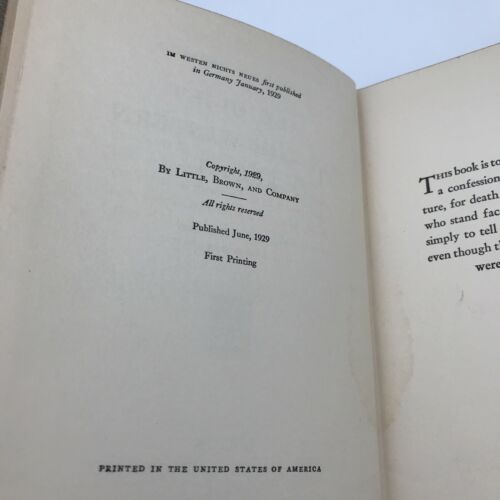 IM WESTEN NICHTS NEUES first published
in Germany January, 1929
Copyright, 1929,
BY LITTLE, BROWN, AND COMPANY
All rights reserved
Published June, 1929
First Printing
PRINTED IN THE UNITED STATES OF AMERICA
THIS book is to
a confession
ture, for death
who stand fac
simply to tell
even though th
were